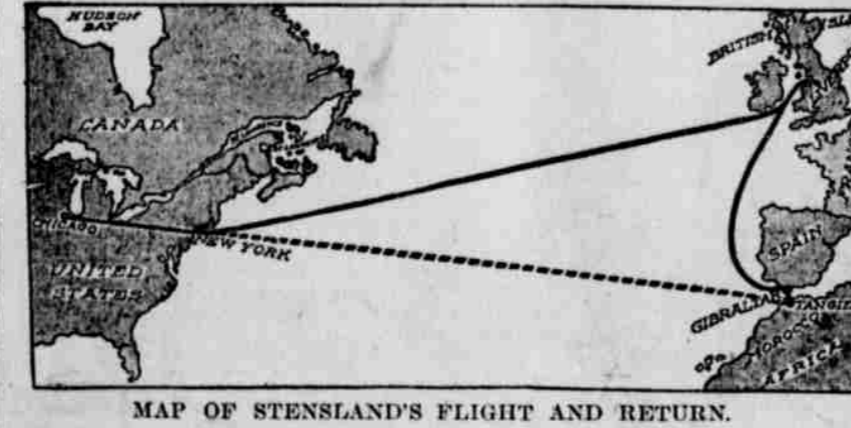 HUDSON
BAY
BRITISH
CANADA
CHICAGO
NEW YORK
UNITED
STATES
SPAIN
GIBRALTAR
MOROCCO
AFRICA
MAP OF STENSLAND'S FLIGHT AND RETURN.